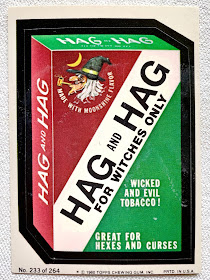 HAG AND HAG
HAG AND HAG
MADE WITH MOONSHINE FLAVOR
HAG AND HAG
FOR WITCHES ONLY
WICKED
AND EVIL
TOBACCO!
GREAT FOR
HEXES AND CURSES
No. 233 of 264
© 1980 TOPPS CHEWING GUM, INC.
PRTD. IN U.S.A.